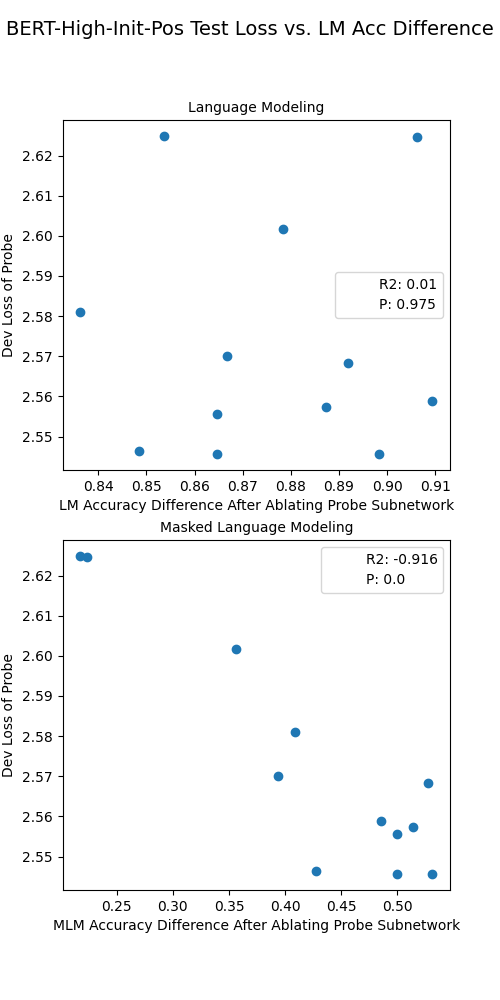 BERT-High-Init-Pos Test Loss vs. LM Acc Difference
Language Modeling
2.62
2.61
2.60
2.59
2.58
2.57
2.56
2.55
Dev Loss of Probe
R2: 0.01
P: 0.975
0.84 0.85 0.86 0.87 0.88 0.89 0.90 0.91
LM Accuracy Difference After Ablating Probe Subnetwork
Masked Language Modeling
2.62
2.61
2.60
2.59
2.58
2.57
2.56
2.55
Dev Loss of Probe
R2: -0.916
P: 0.0
0.25 0.30 0.35 0.40 0.45 0.50
MLM Accuracy Difference After Ablating Probe Subnetwork